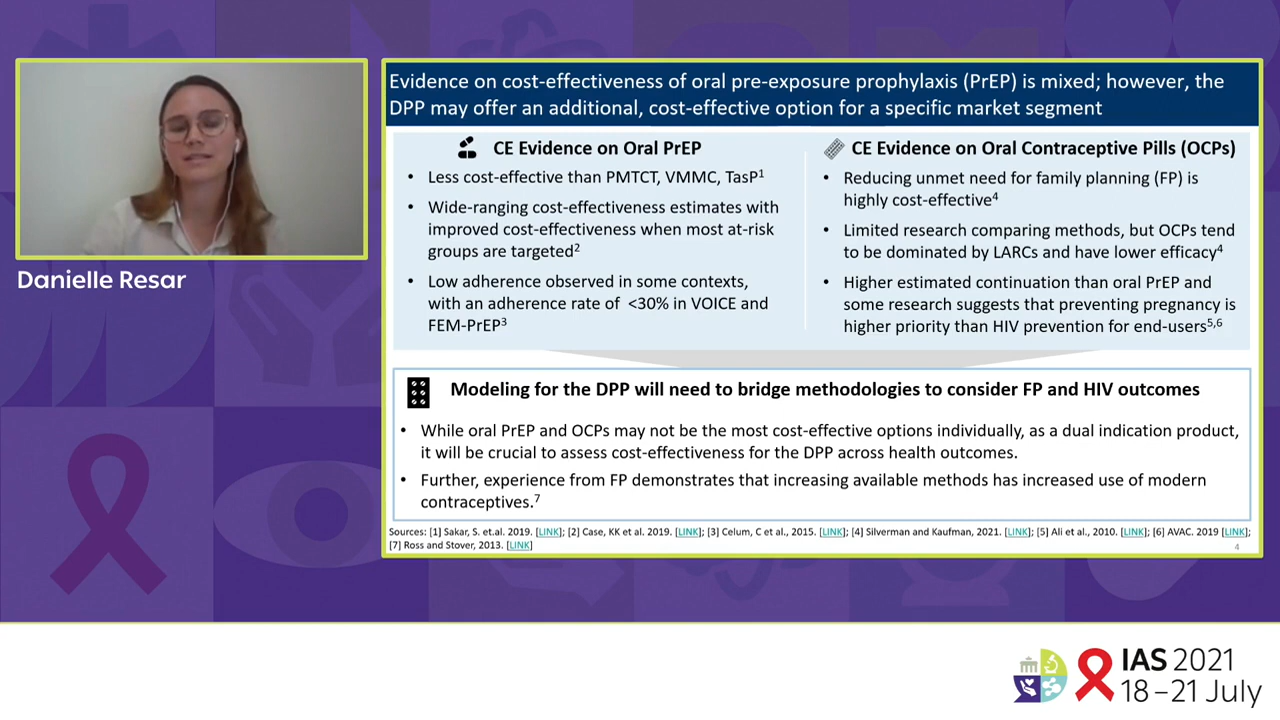 Evidence on cost-effectiveness of oral pre-exposure prophylaxis (PrEP) is mixed; however, the
DPP may offer an additional, cost-effective option for a specific market segment
CE Evidence on Oral PrEP
• Less cost-effective than PMTCT, VMMC, TasP1
• Wide-ranging cost-effectiveness estimates with
improved cost-effectiveness when most at-risk
groups are targeted2
• Low adherence observed in some contexts,
with an adherence rate of <30% in VOICE and
FEM-PrEP3
CE Evidence on Oral Contraceptive Pills (OCPs)
• Reducing unmet need for family planning (FP) is
highly cost-effective4
• Limited research comparing methods, but OCPs tend
to be dominated by LARCs and have lower efficacy4
• Higher estimated continuation than oral PrEP and
some research suggests that preventing pregnancy is
higher priority than HIV prevention for end-users5,6
Modeling for the DPP will need to bridge methodologies to consider FP and HIV outcomes
• While oral PrEP and OCPs may not be the most cost-effective options individually, as a dual indication product,
it will be crucial to assess cost-effectiveness for the DPP across health outcomes.
• Further, experience from FP demonstrates that increasing available methods has increased use of modern
contraceptives.7
Sources: [1] Sakar, S. et.al. 2019. [LINK]; [2] Case, KK et al. 2019. [LINK]; [3] Celum, C et al., 2015. [LINK]; [4] Silverman and Kaufman, 2021. [LINK]; [5] Ali et al., 2010. [LINK]; [6] AVAC. 2019 [LINK];
[7] Ross and Stover, 2013. [LINK]
4
Danielle Resar
IAS 2021
18–21 July